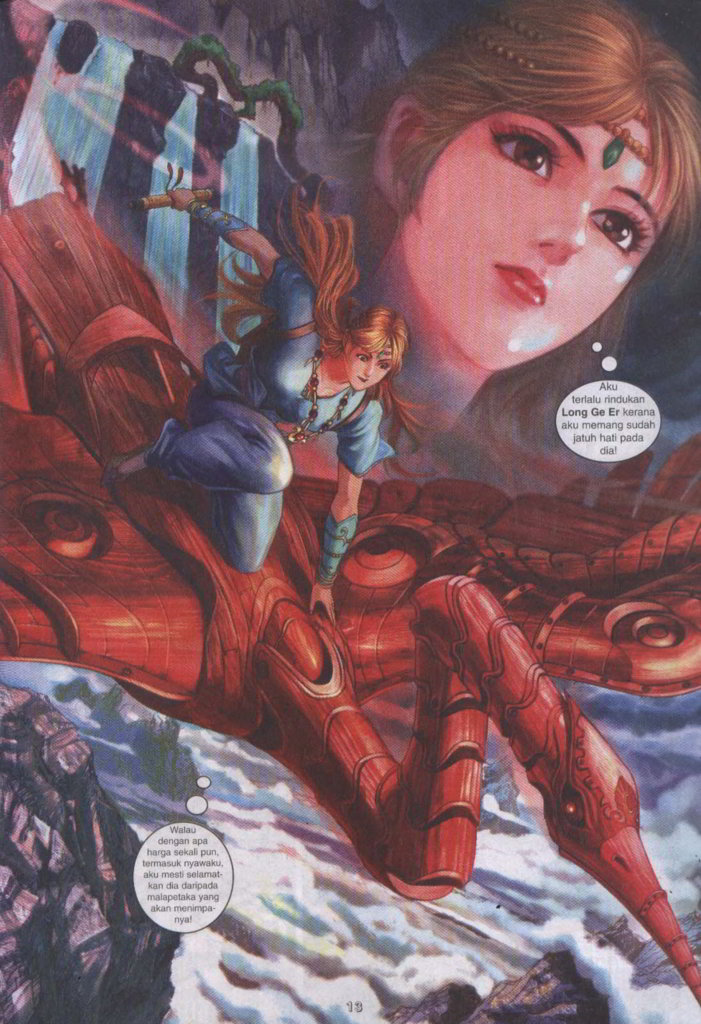 Aku
terlalu rindukan
Long Ge Er kerana
aku memang sudah
jatuh hati pada
dia!
Walau
dengan apa
harga sekali pun,
termasuk nyawaku,
aku mesti selamat-
kan dia daripada
malapetaka yang
akan menimpa-
nya!
13